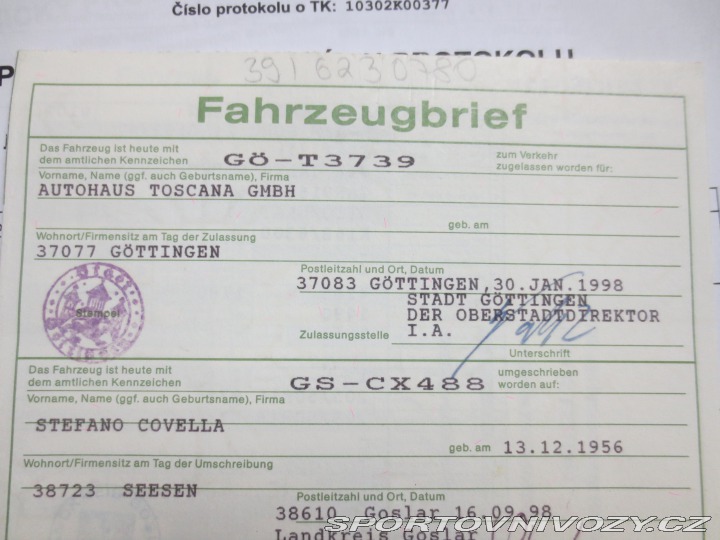 Číslo protokolu o TK: 10302K00377
39 16230780
Fahrzeugbrief
Das Fahrzeug ist heute mit
dem amtlichen Kennzeichen GÖ-T3739 zum Verkehr
zugelassen worden für:
Vorname, Name (ggf. auch Geburtsname), Firma
AUTOHAUS TOSCANA GMBH
geb. am
Wohnort/Firmensitz am Tag der Zulassung
37077 GÖTTINGEN
Postleitzahl und Ort, Datum
37083 GÖTTINGEN,30.JAN.1998
STADT GÖTTINGEN
DER OBERSTADTDIREKTOR
Zulassungsstelle I.A.
Stempel
Unterschrift
Das Fahrzeug ist heute mit
dem amtlichen Kennzeichen GS-CX488 umgeschrieben
worden auf:
Vorname, Name (ggf. auch Geburtsname), Firma
STEFANO COVELLA
geb. am 13.12.1956
Wohnort/Firmensitz am Tag der Umschreibung
38723 SEESEN
Postleitzahl und Ort, Datum
38610 Goslar 16.09.98
Landkreis Goslar
SPORTOVNIVOZY.CZ